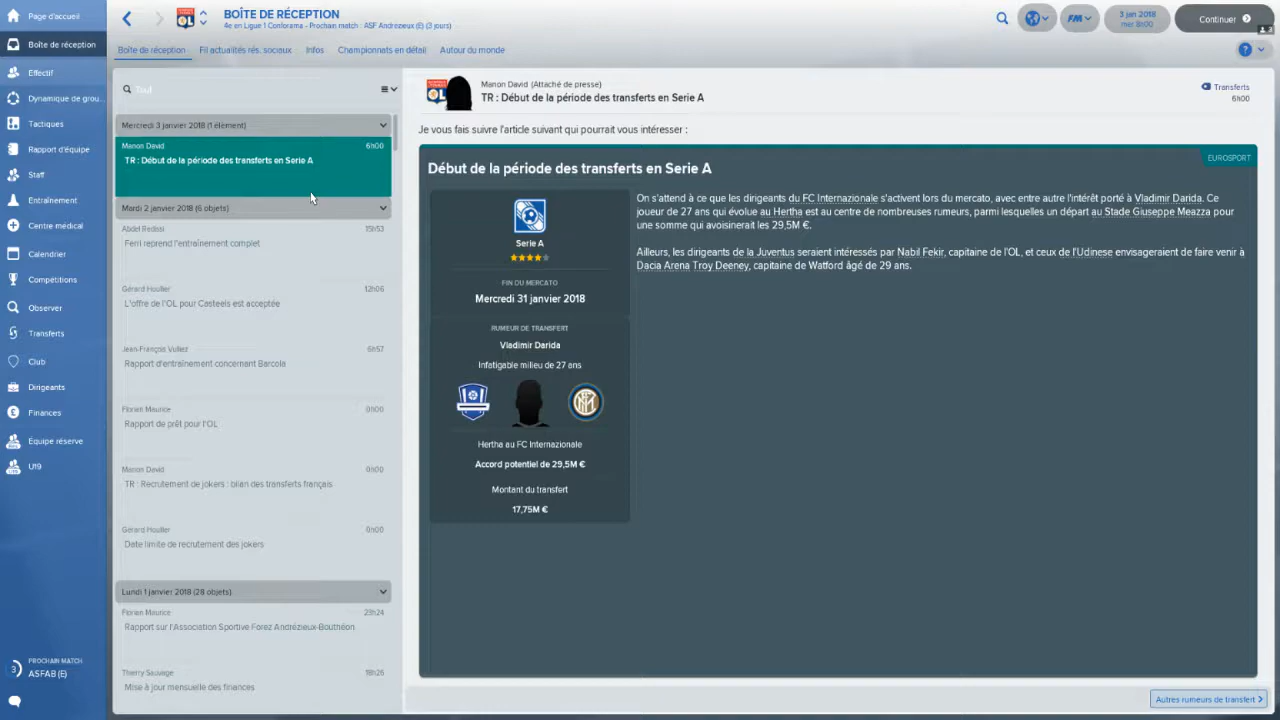 Page d'accueil
Boîte de réception
Effectif
Dynamique de grou...
Tactiques
Rapport d'équipe
Staff
Entraînement
Centre médical
Calendrier
Compétitions
Observer
Transferts
Club
Dirigeants
Finances
Équipe réserve
U19
3
PROCHAIN MATCH
ASFAB (E)
BOÎTE DE RÉCEPTION
4e en Ligue 1 Conforama - Prochain match : ASF Andrézieux (E) (3 jours)
FM
3 jan 2018
mer 8h00
Continuer
Boîte de réception
Fil actualités rés. sociaux
Infos
Championnats en détail
Autour du monde
?
Tout
Mercredi 3 janvier 2018 (1 élément)
Manon David 6h00
TR : Début de la période des transferts en Serie A
Mardi 2 janvier 2018 (6 objets)
Abdel Redissi 15h53
Ferri reprend l'entraînement complet
Gérard Houllier 12h06
L'offre de l'OL pour Casteels est acceptée
Jean-François Vulliez 6h57
Rapport d'entraînement concernant Barcola
Florian Maurice 0h00
Rapport de prêt pour l'OL
Manon David 0h00
TR : Recrutement de jokers : bilan des transferts français
Gérard Houllier 0h00
Date limite de recrutement des jokers
Lundi 1 janvier 2018 (28 objets)
Florian Maurice 23h24
Rapport sur l'Association Sportive Forez Andrézieux-Bouthéon
Thierry Sauvage 19h26
Mise à jour mensuelle des finances
Manon David (Attaché de presse)
TR : Début de la période des transferts en Serie A
Transferts
6h00
Je vous fais suivre l'article suivant qui pourrait vous intéresser :
EUROSPORT
Début de la période des transferts en Serie A
Serie A
FIN DU MERCATO
Mercredi 31 janvier 2018
RUMEUR DE TRANSFERT
Vladimir Darida
Infatigable milieu de 27 ans
Hertha au FC Internazionale
Accord potentiel de 29,5M €
Montant du transfert
17,75M €
On s'attend à ce que les dirigeants du FC Internazionale s'activent lors du mercato, avec entre autre l'intérêt porté à Vladimir Darida. Ce
joueur de 27 ans qui évolue au Hertha est au centre de nombreuses rumeurs, parmi lesquelles un départ au Stade Giuseppe Meazza pour
une somme qui avoisinerait les 29,5M €.
Ailleurs, les dirigeants de la Juventus seraient intéressés par Nabil Fekir, capitaine de l'OL, et ceux de l'Udinese envisageraient de faire venir à
Dacia Arena Troy Deeney, capitaine de Watford âgé de 29 ans.
Autres rumeurs de transfert